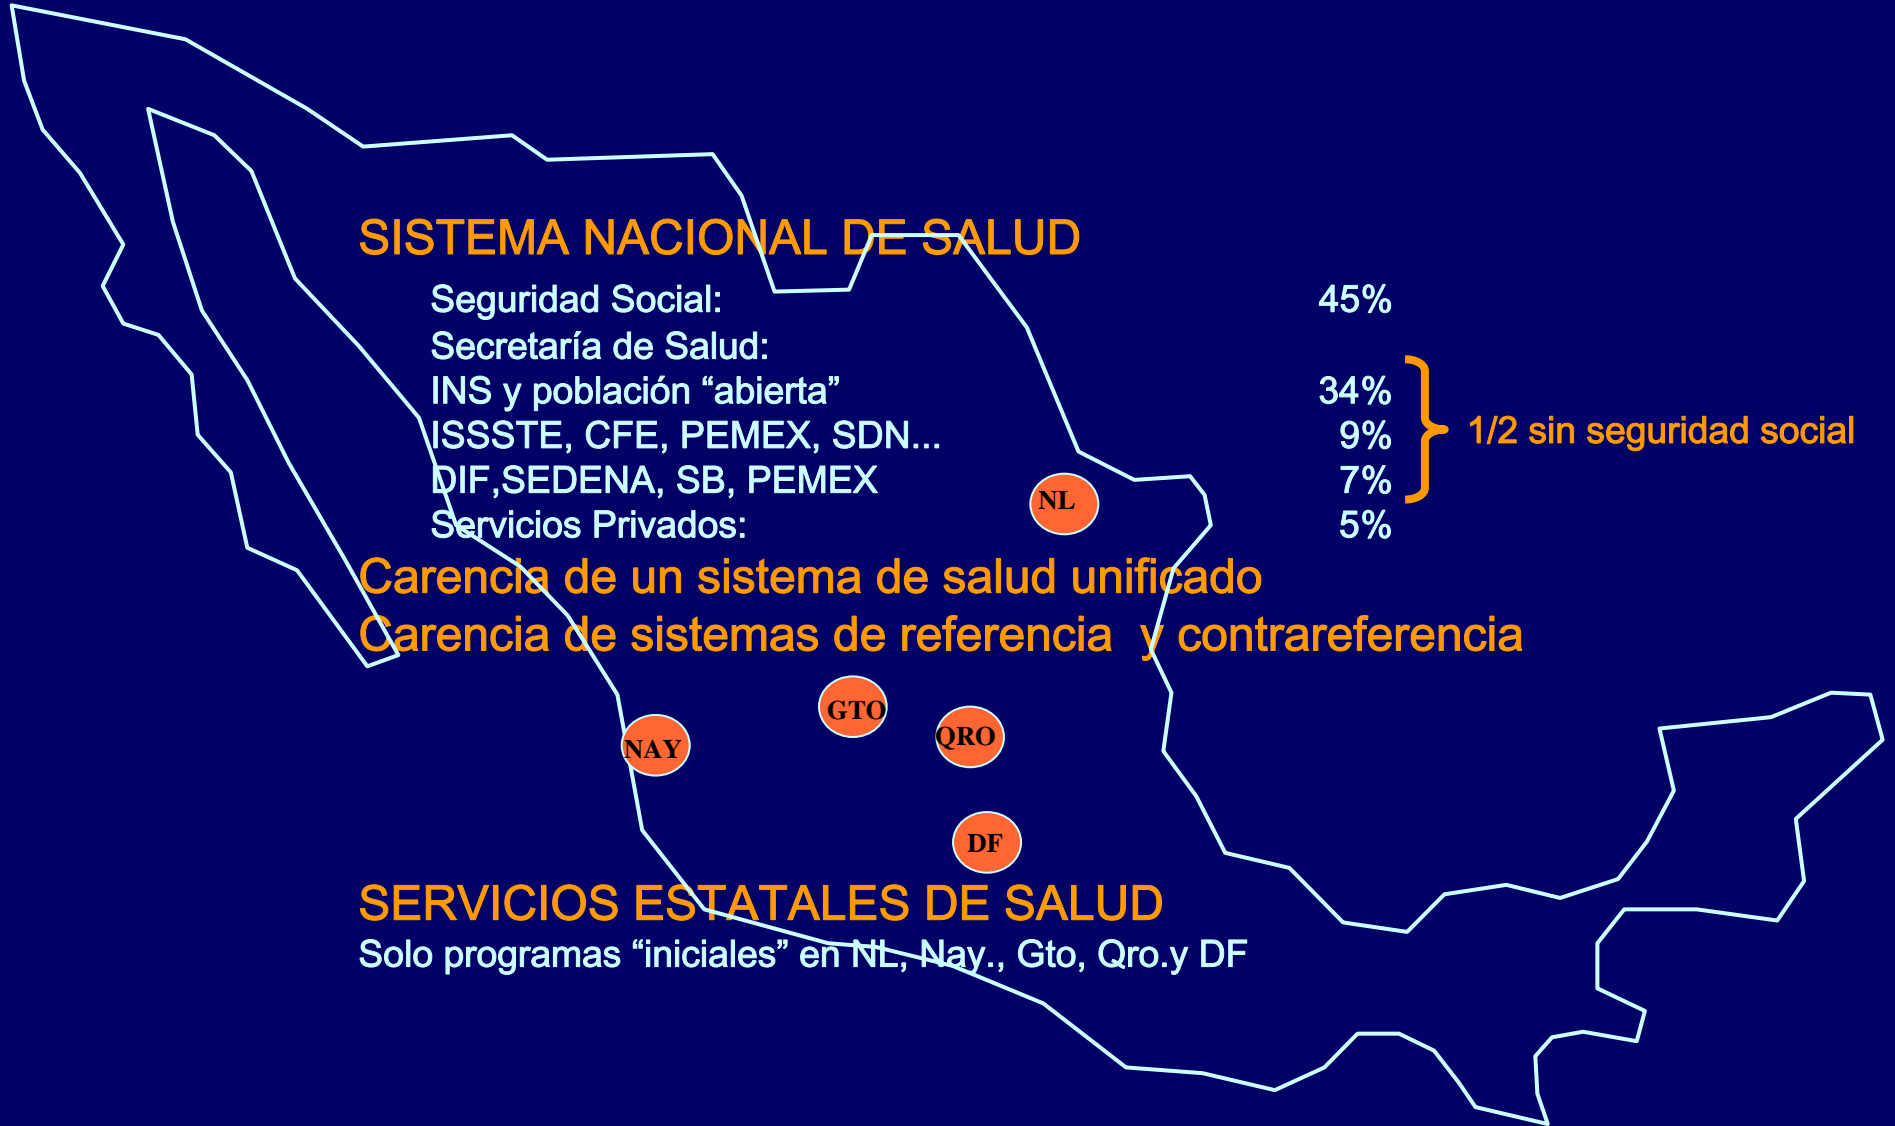 SISTEMA NACIONAL DE SALUD
Seguridad Social: 45%
Secretaría de Salud:
INS y población “abierta” 34%
ISSSTE, CFE, PEMEX, SDN... 9%
1/2 sin seguridad social
DIF,SEDENA, SB, PEMEX 7%
NL
Servicios Privados: 5%
Carencia de un sistema de salud unificado
Carencia de sistemas de referencia y contrareferencia
GTO
QRO
NAY
DF
SERVICIOS ESTATALES DE SALUD
Solo programas “iniciales” en NL, Nay., Gto, Qro.y DF